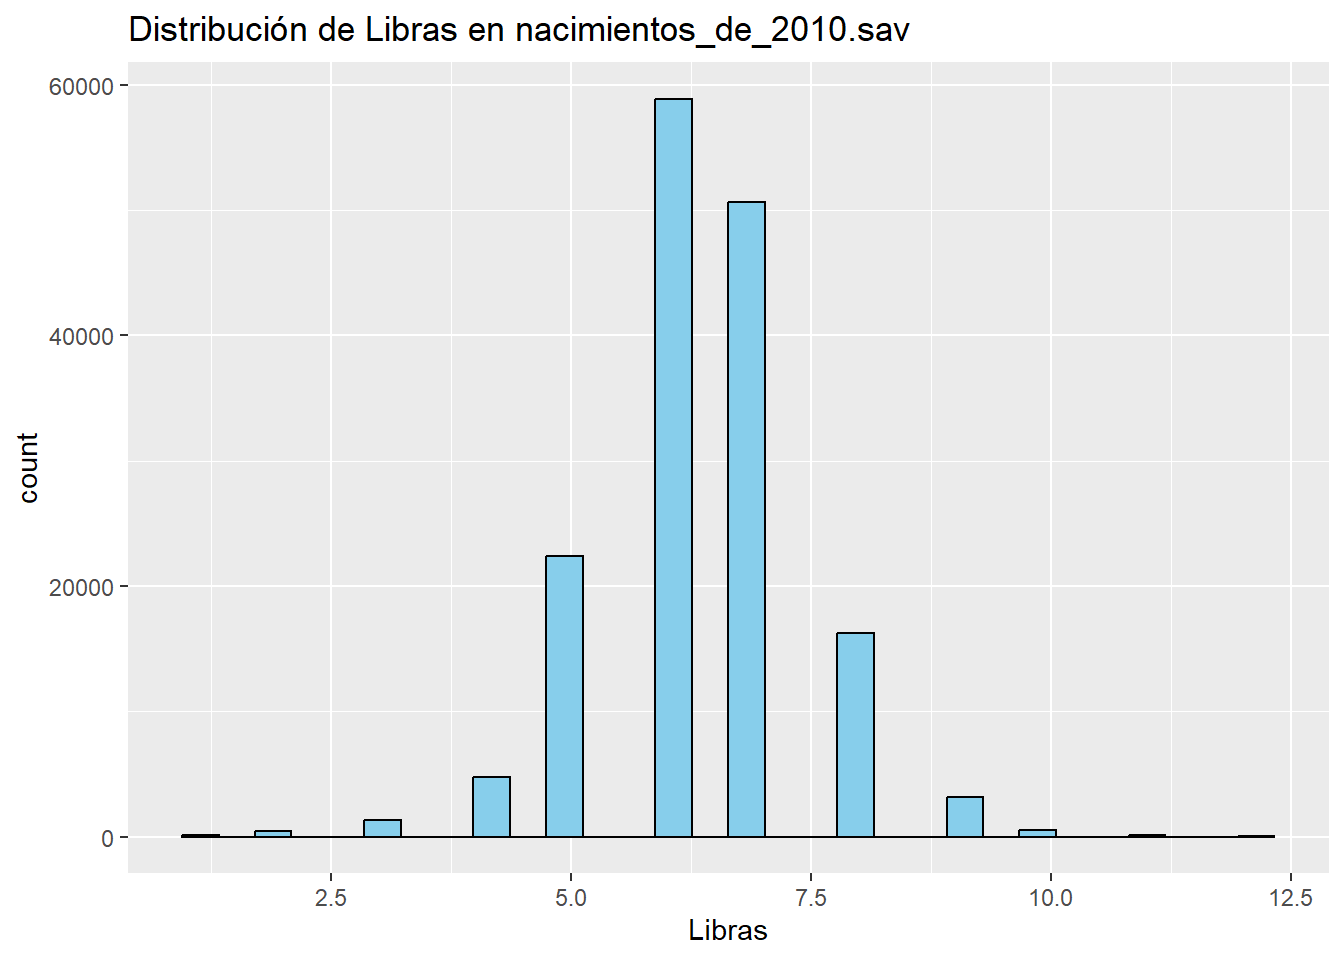 Distribución de Libras en nacimientos_de_2010.sav
60000
40000
20000
0
count
2.5 5.0 7.5 10.0 12.5
Libras